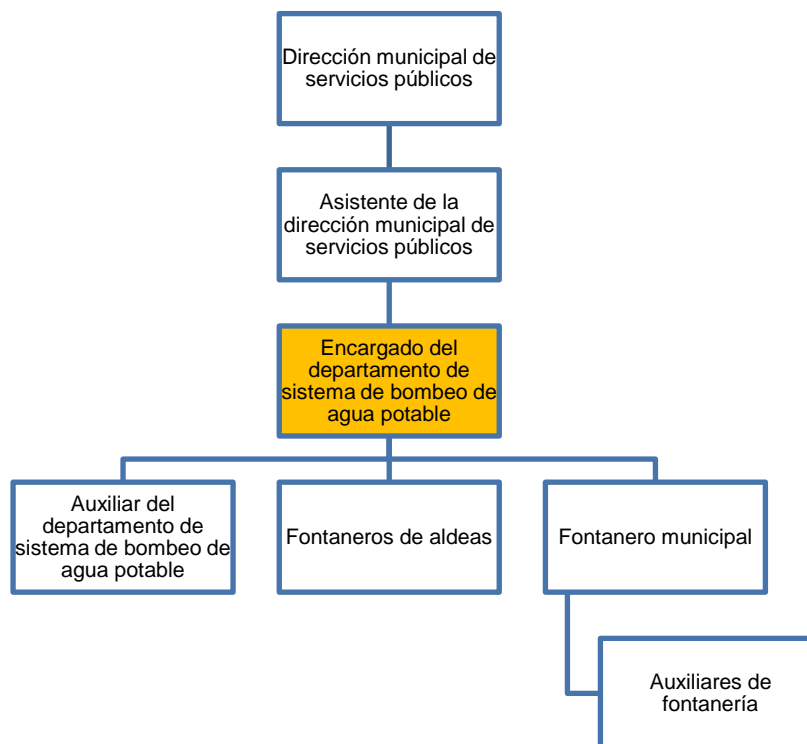 Dirección municipal de
servicios públicos
Asistente de la
dirección municipal de
servicios públicos
Encargado del
departamento de
sistema de bombeo de
agua potable
Auxiliar del
departamento de
sistema de bombeo de
agua potable
Fontaneros de aldeas
Fontanero municipal
Auxiliares de
fontanería